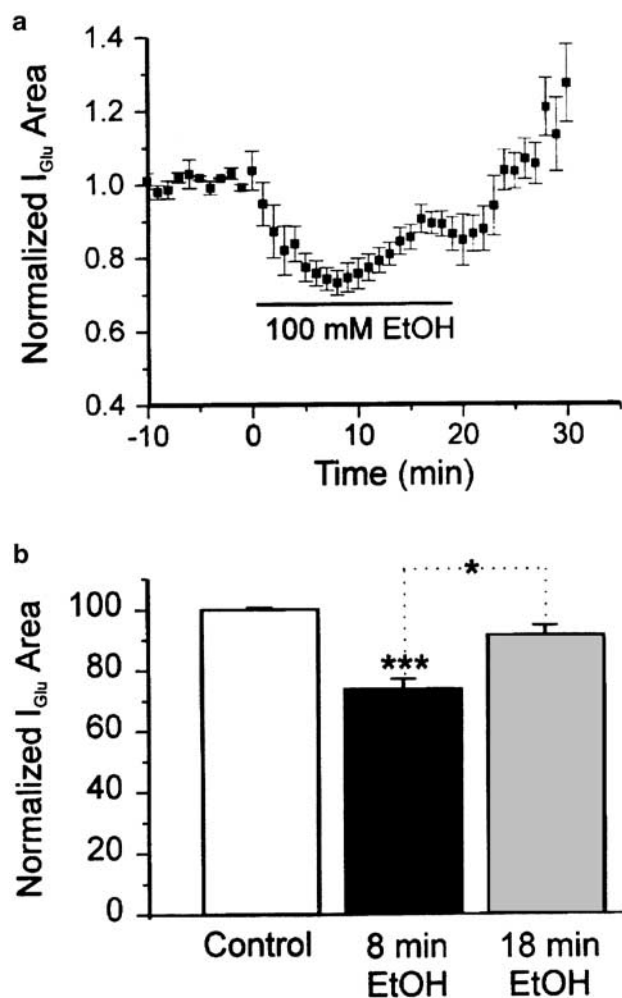 a
Normalized I_Glu Area
1.4
1.2
1.0
0.8
0.6
0.4
100 mM EtOH
-10 0 10 20 30
Time (min)
b
Normalized I_Glu Area
100
80
60
40
20
0
*
***
Control 8 min 18 min
EtOH EtOH